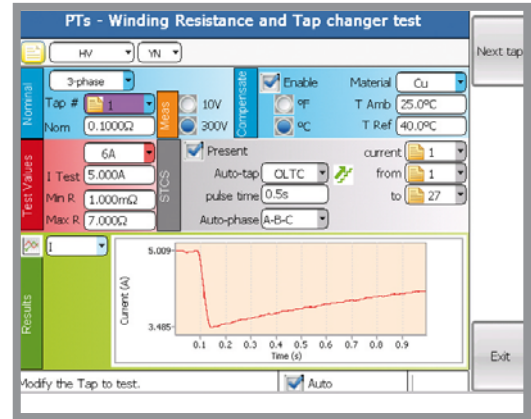 PTs - Winding Resistance and Tap changer test
HV YN
Next tap
Nominal
3-phase
Tap # 1
Nom 0.1000Ω
Meas
10V
300V
Compensate
Enable
ºF
ºC
Material Cu
T Amb 25.0ºC
T Ref 40.0ºC
Test Values
6A
I Test 5.000A
Min R 1.000mΩ
Max R 7.000Ω
STCS
Present
Auto-tap OLTC
pulse time 0.5s
Auto-phase A-B-C
current 1
from 1
to 27
Results
I
5.009
3.485
Current (A)
0.1 0.2 0.3 0.4 0.5 0.6 0.7 0.8 0.9
Time (s)
Exit
Modify the Tap to test.
Auto